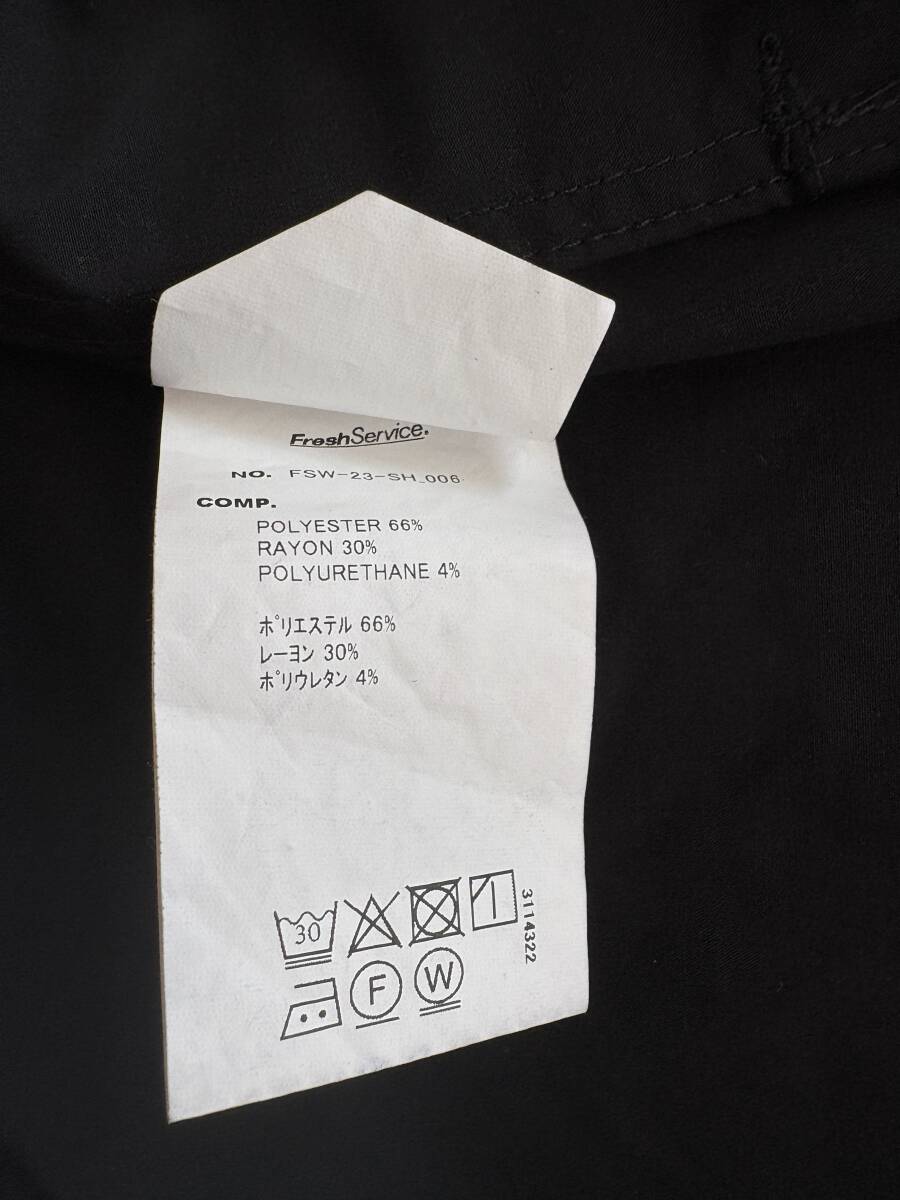 FreshService.
NO. FSW-23-SH_006
COMP.
POLYESTER 66%
RAYON 30%
POLYURETHANE 4%
ポリエステル 66%
レーヨン 30%
ポリウレタン 4%
30
3114322
F
W